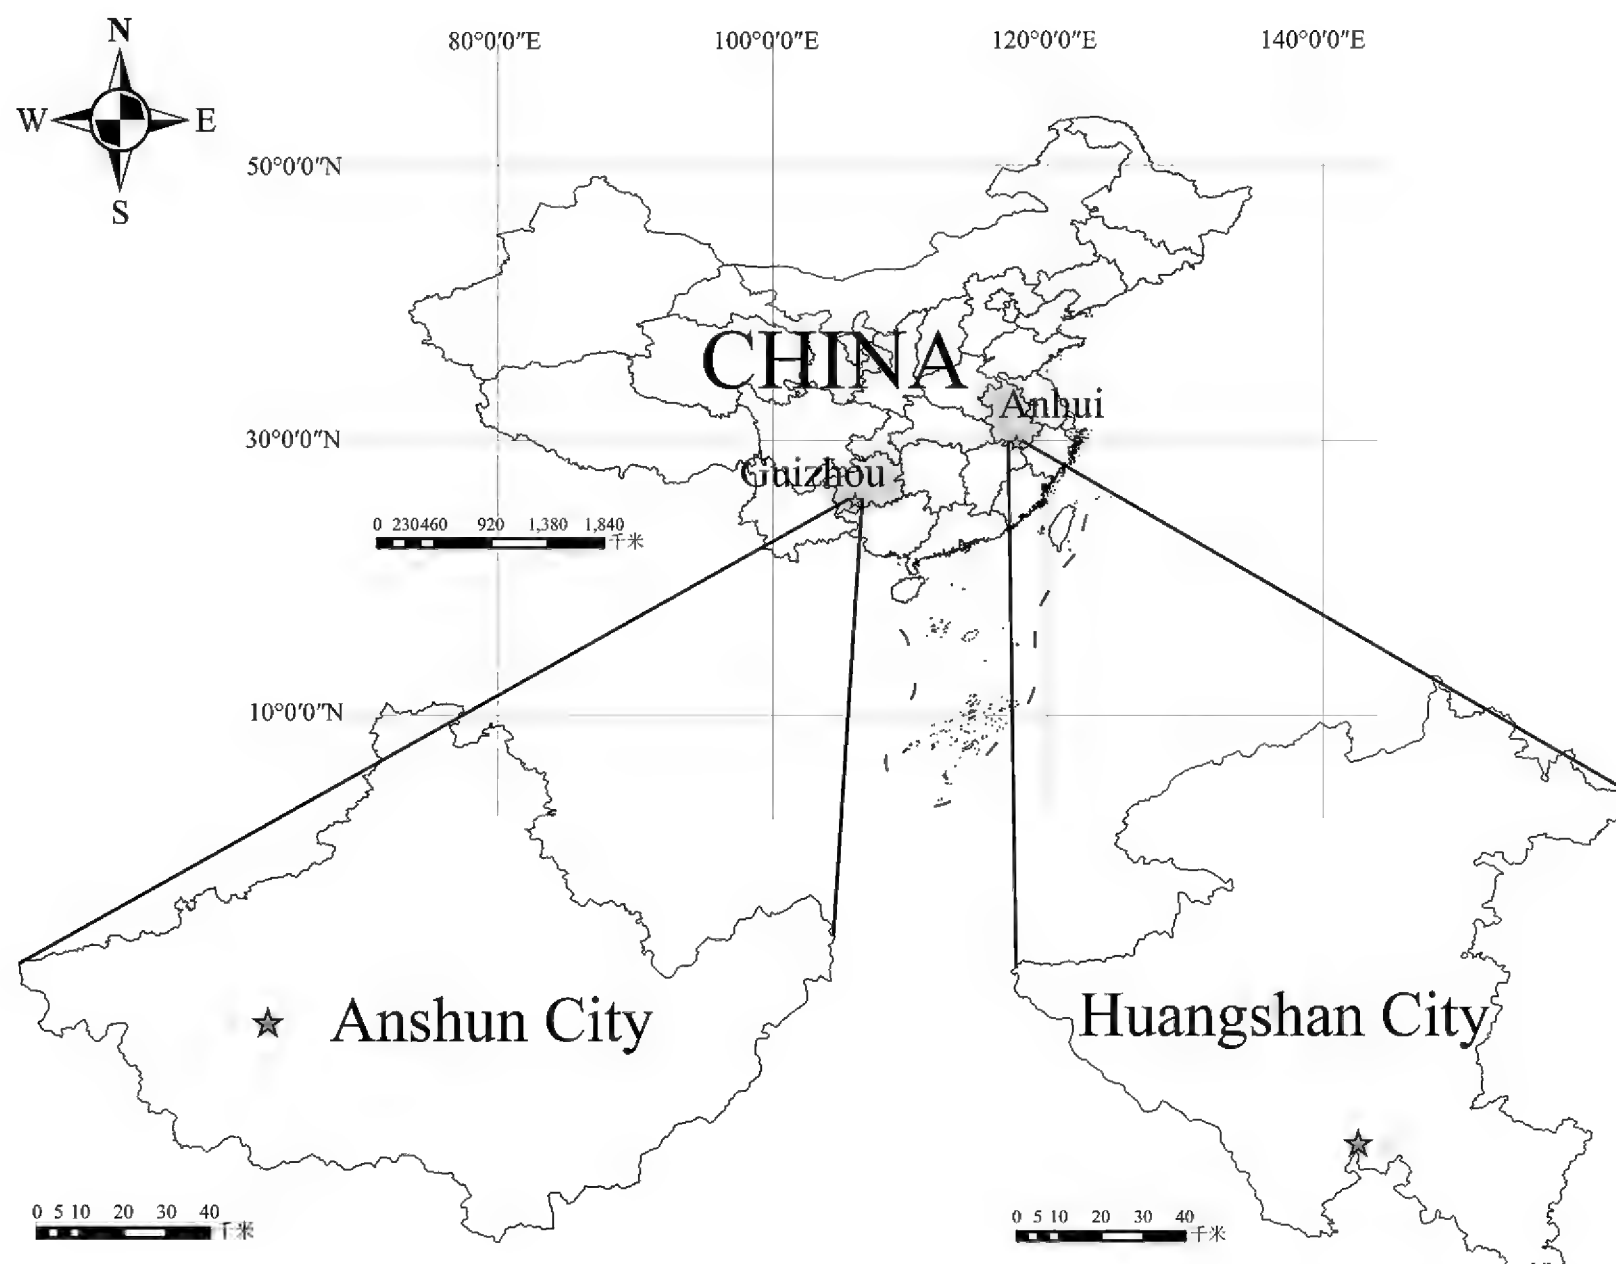 N
80°0′0″E 100°0′0″E 120°0′0″E 140°0′0″E
W E
50°0′0″N
S
CHINA
Anhui
30°0′0″N
Guizhou
0 230460 920 1,380 1,840
千米
10°0′0″N
Anshun City
Huangshan City
0 5 10 20 30 40
千米
0 5 10 20 30 40
千米